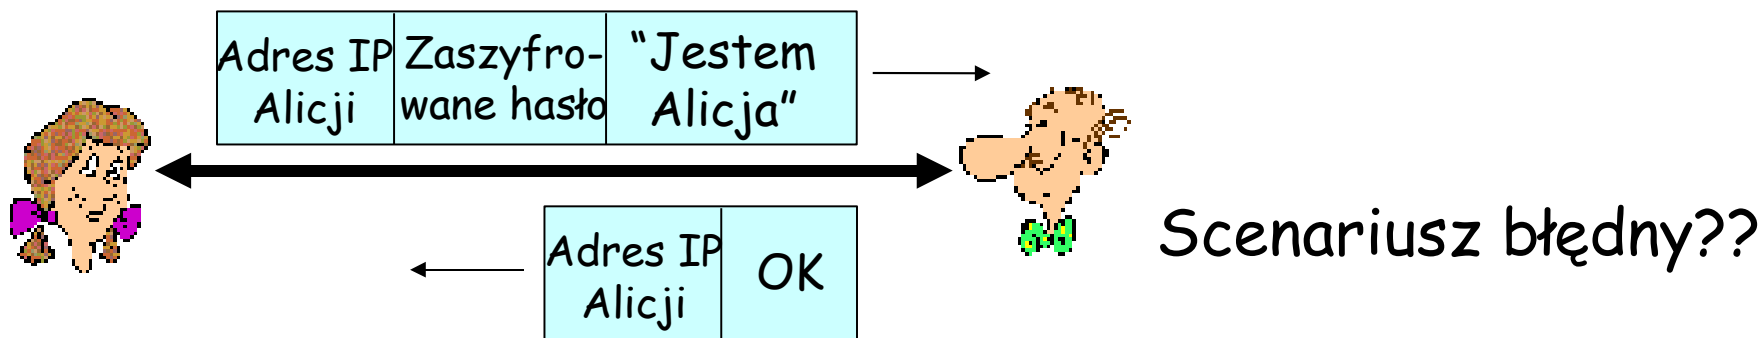 Adres IP
Alicji
Zaszyfro-
wane hasło
“Jestem
Alicja”
Adres IP
Alicji
OK
Scenariusz błędny??